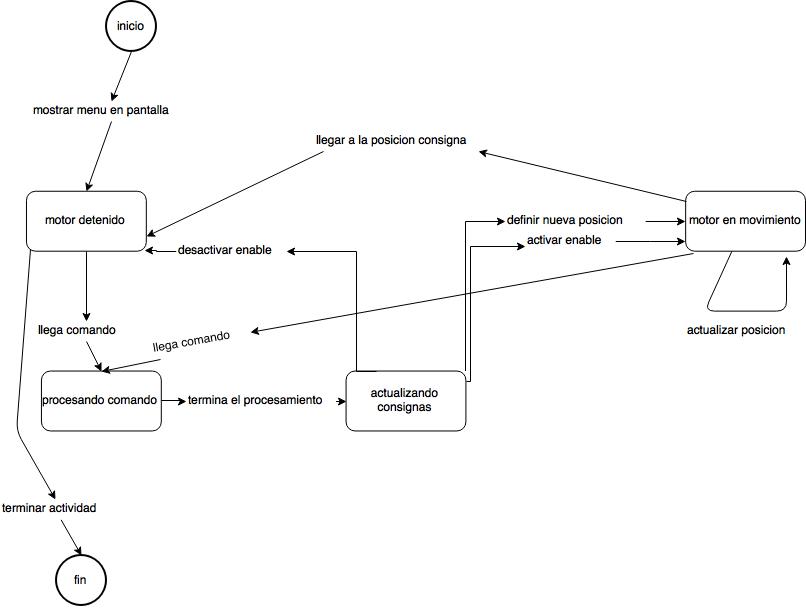 inicio
mostrar menu en pantalla
llegar a la posicion consigna
motor detenido
definir nueva posicion
motor en movimiento
activar enable
desactivar enable
llega comando
llega comando
actualizar posicion
procesando comando
termina el procesamiento
actualizando
consignas
terminar actividad
fin